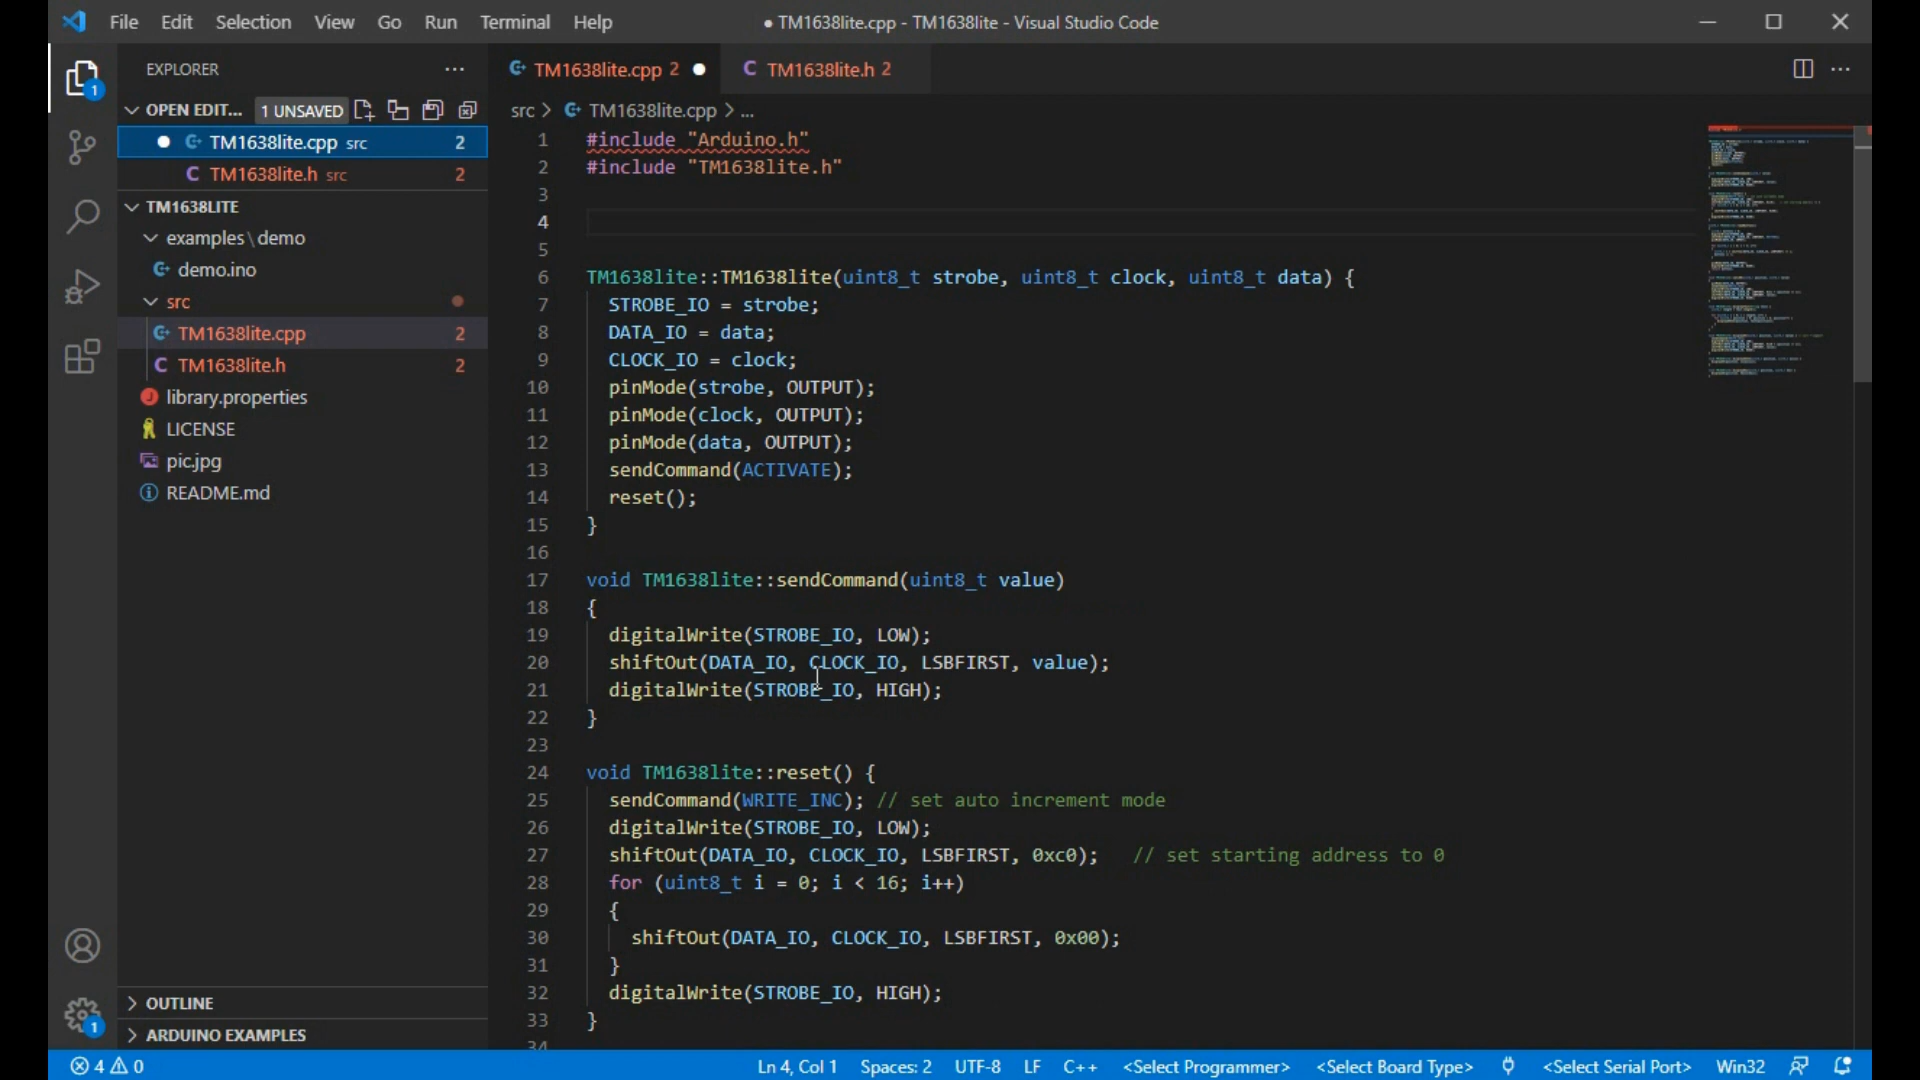 File Edit Selection View Go Run Terminal Help
● TM1638lite.cpp - TM1638lite - Visual Studio Code
EXPLORER
OPEN EDIT... 1 UNSAVED
TM1638lite.cpp src 2
TM1638lite.h src 2
TM1638LITE
examples\demo
demo.ino
src
TM1638lite.cpp 2
TM1638lite.h 2
library.properties
LICENSE
pic.jpg
README.md
OUTLINE
ARDUINO EXAMPLES
1
1
TM1638lite.cpp 2
TM1638lite.h 2
src > TM1638lite.cpp > ...
1 #include "Arduino.h"
2 #include "TM1638lite.h"
3
4
5
6 TM1638lite::TM1638lite(uint8_t strobe, uint8_t clock, uint8_t data) {
7 STROBE_IO = strobe;
8 DATA_IO = data;
9 CLOCK_IO = clock;
10 pinMode(strobe, OUTPUT);
11 pinMode(clock, OUTPUT);
12 pinMode(data, OUTPUT);
13 sendCommand(ACTIVATE);
14 reset();
15 }
16
17 void TM1638lite::sendCommand(uint8_t value)
18 {
19 digitalWrite(STROBE_IO, LOW);
20 shiftOut(DATA_IO, CLOCK_IO, LSBFIRST, value);
21 digitalWrite(STROBE_IO, HIGH);
22 }
23
24 void TM1638lite::reset() {
25 sendCommand(WRITE_INC); // set auto increment mode
26 digitalWrite(STROBE_IO, LOW);
27 shiftOut(DATA_IO, CLOCK_IO, LSBFIRST, 0xc0); // set starting address to 0
28 for (uint8_t i = 0; i < 16; i++)
29 {
30 shiftOut(DATA_IO, CLOCK_IO, LSBFIRST, 0x00);
31 }
32 digitalWrite(STROBE_IO, HIGH);
33 }
34
4 0 Ln 4, Col 1 Spaces: 2 UTF-8 LF C++ <Select Programmer> <Select Board Type> <Select Serial Port> Win32